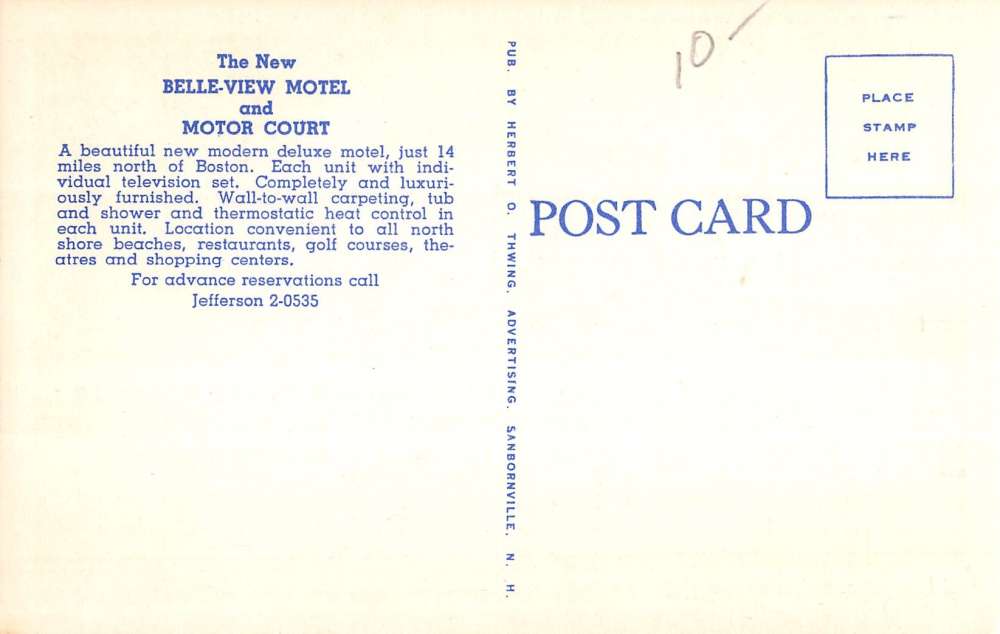 The New
BELLE-VIEW MOTEL
and
MOTOR COURT
A beautiful new modern deluxe motel, just 14
miles north of Boston. Each unit with indi-
vidual television set. Completely and luxuri-
ously furnished. Wall-to-wall carpeting, tub
and shower and thermostatic heat control in
each unit. Location convenient to all north
shore beaches, restaurants, golf courses, the-
atres and shopping centers.
For advance reservations call
Jefferson 2-0535
PUB. BY HERBERT O. THWING, ADVERTISING, SANBORNVILLE, N. H.
10-
POST CARD
PLACE
STAMP
HERE